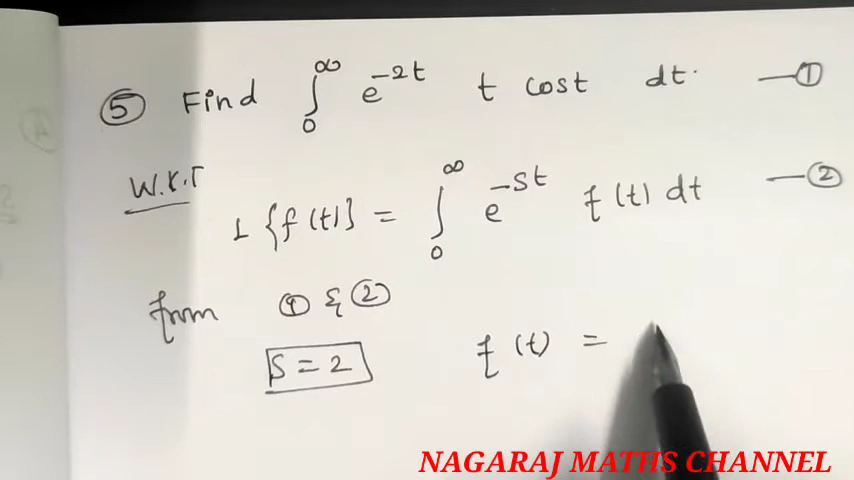 ⑤ Find ∫₀^∞ e^{-2t} t cost dt. —①
W.K.T
L{f(t)} = ∫₀^∞ e^{-St} f(t) dt —②
from ① & ②
S = 2 f(t) =
NAGARAJ MATHS CHANNEL